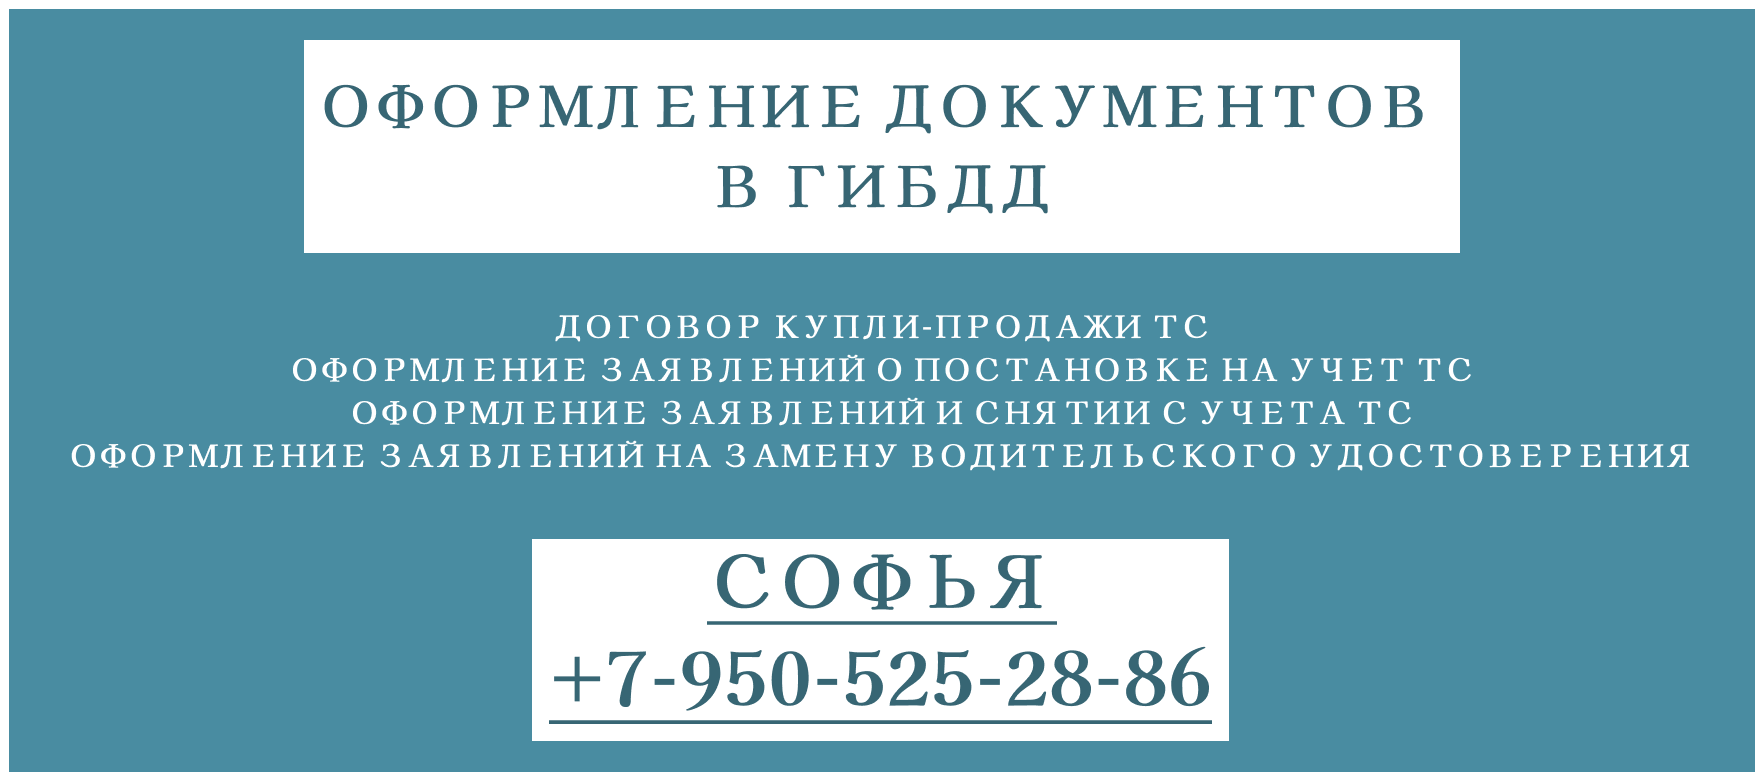 ОФОРМЛЕНИЕ ДОКУМЕНТОВ
В ГИБДД
ДОГОВОР КУПЛИ-ПРОДАЖИ ТС
ОФОРМЛЕНИЕ ЗАЯВЛЕНИЙ О ПОСТАНОВКЕ НА УЧЕТ ТС
ОФОРМЛЕНИЕ ЗАЯВЛЕНИЙ И СНЯТИИ С УЧЕТА ТС
ОФОРМЛЕНИЕ ЗАЯВЛЕНИЙ НА ЗАМЕНУ ВОДИТЕЛЬСКОГО УДОСТОВЕРЕНИЯ
СОФЬЯ
+7-950-525-28-86